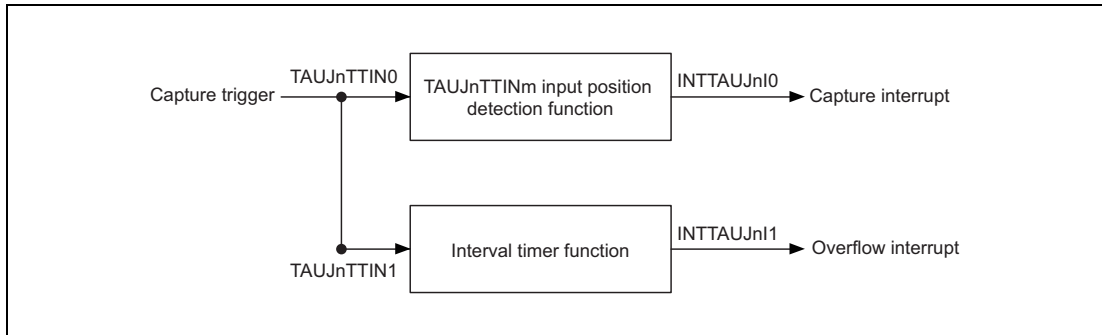 TAUJnTTIN0
Capture trigger
TAUJnTTINm input position
detection function
INTTAUJnI0
Capture interrupt
TAUJnTTIN1
Interval timer function
INTTAUJnI1
Overflow interrupt